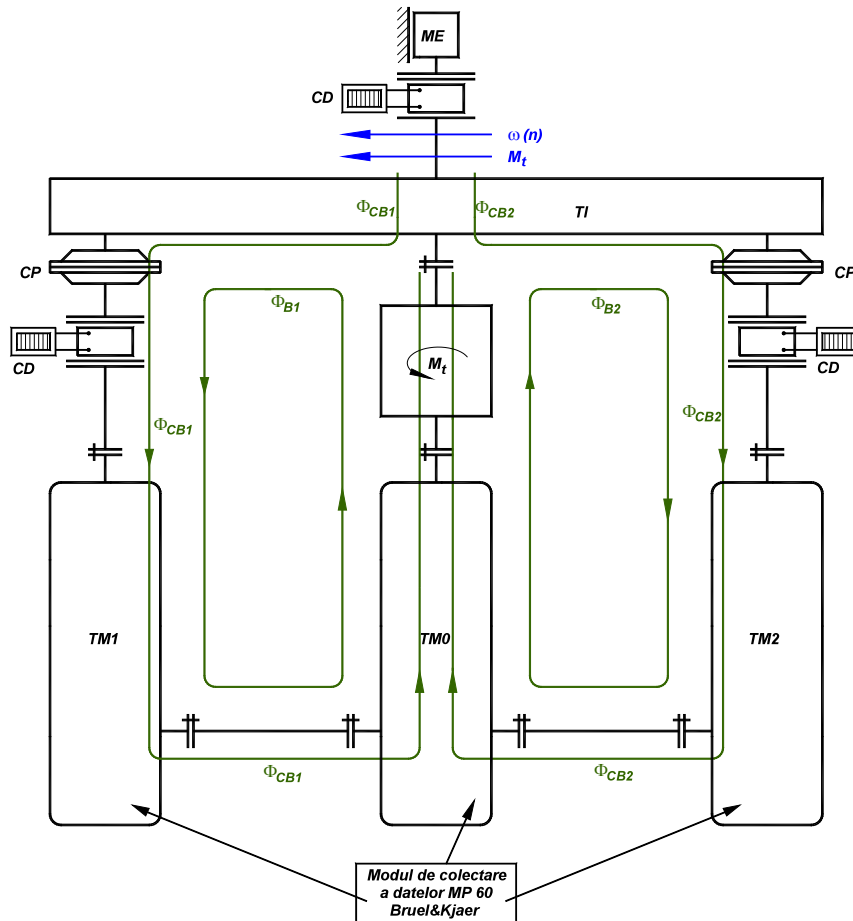 ME
CD
ω (n)
Mt
ΦCB1
ΦCB2
TI
CP
CP
ΦB1
ΦB2
CD
Mt
CD
ΦCB1
ΦCB2
TM1
TM0
TM2
ΦCB1
ΦCB2
Modul de colectare
a datelor MP 60
Bruel&Kjaer